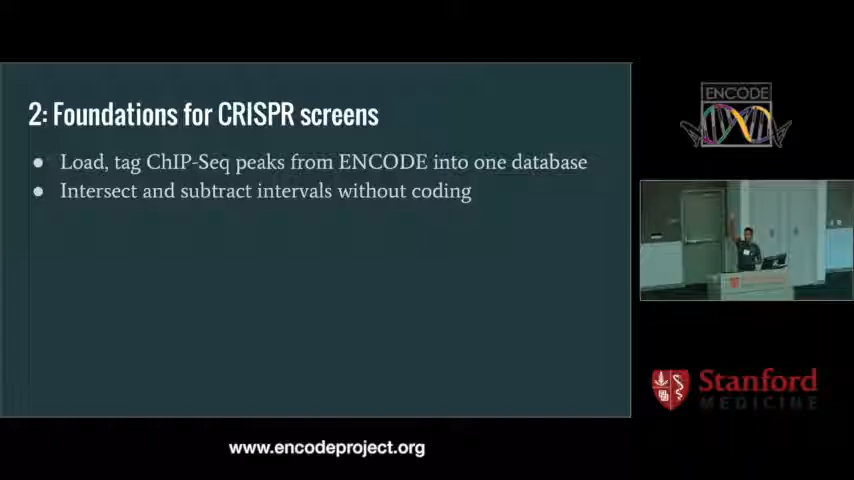 2: Foundations for CRISPR screens
● Load, tag ChIP-Seq peaks from ENCODE into one database
● Intersect and subtract intervals without coding
ENCODE
Stanford
MEDICINE
www.encodeproject.org